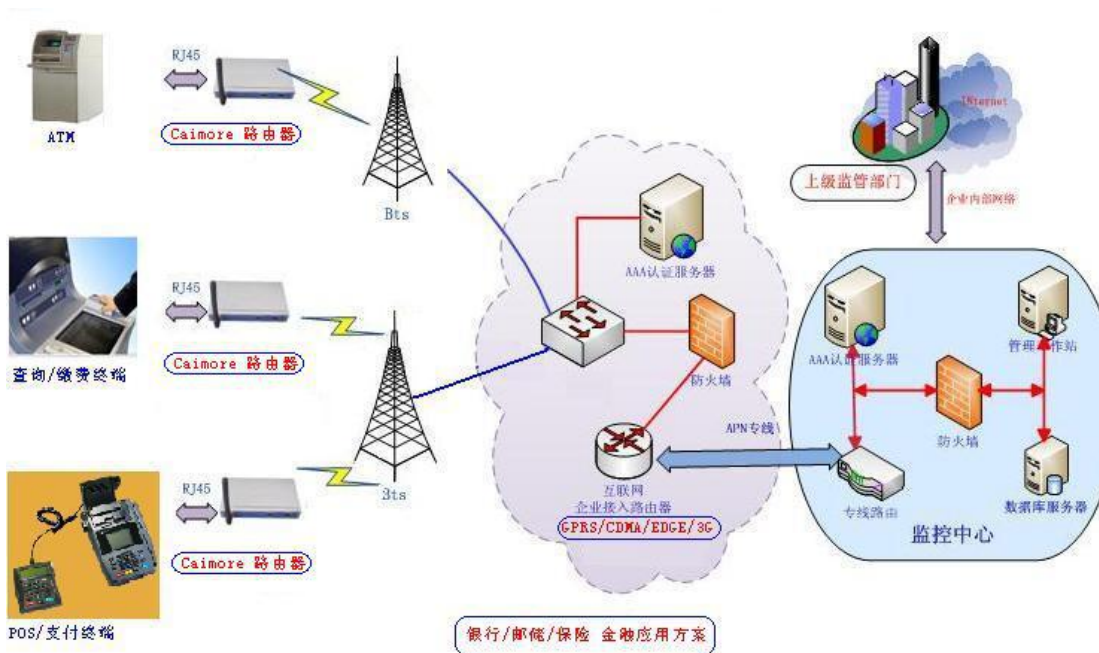 RJ45
ATM
Caimore 路由器
Bts
RJ45
Caimore 路由器
查询/缴费终端
RJ45
3ts
Caimore 路由器
POS/支付终端
AAA认证服务器
防火墙
互联网
企业接入路由器
GPRS/CDMA/EDGE/3G
APN专线
INternet
上级监管部门
企业内部网络
AAA认证服务器
管理工作站
防火墙
专线路由
数据库服务器
监控中心
银行/邮储/保险 金融应用方案